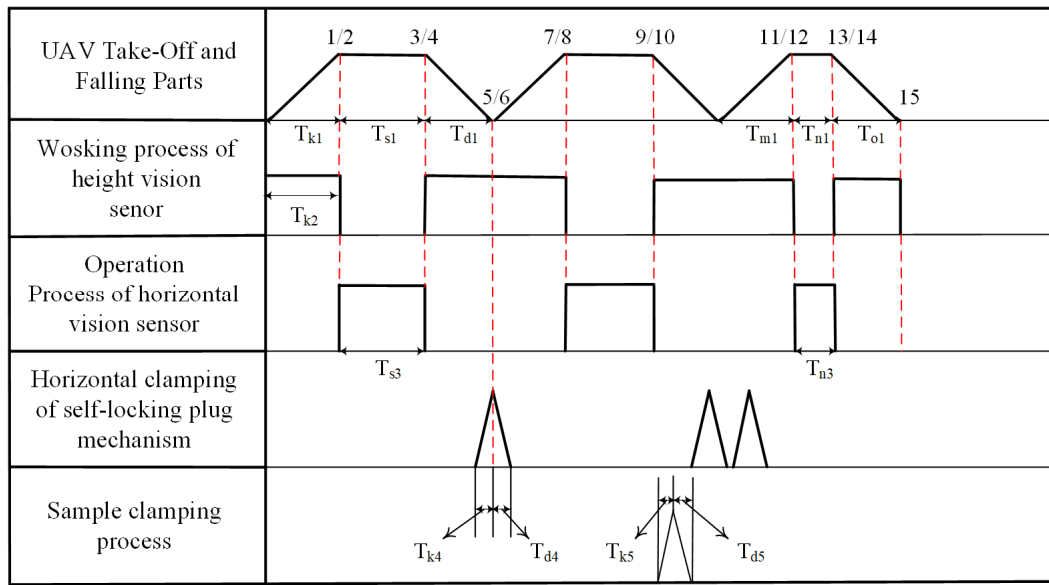 UAV Take-Off and
Falling Parts
1/2
3/4
5/6
7/8
9/10
11/12
13/14
15
Tk1
Ts1
Td1
Tm1
Tn1
To1
Wosking process of
height vision
senor
Tk2
Operation
Process of horizontal
vision sensor
Ts3
Tn3
Horizontal clamping
of self-locking plug
mechanism
Sample clamping
process
Tk4
Td4
Tk5
Td5